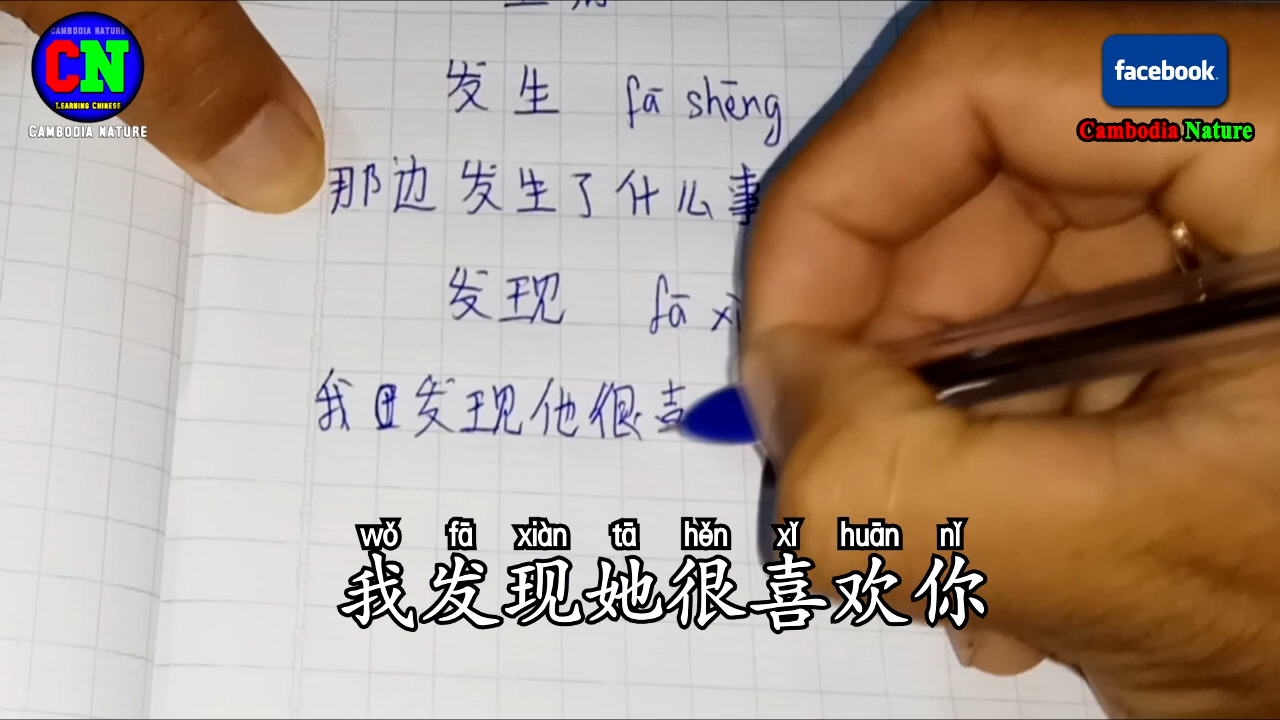 CAMBODIA NATURE
CN
Learning Chinese
CAMBODIA NATURE
facebook
Cambodia Nature
发生 fā shēng
那边发生了什么事
发现 fā
我发现他很
wǒ fā xiàn tā hěn xǐ huān nǐ
我发现她很喜欢你